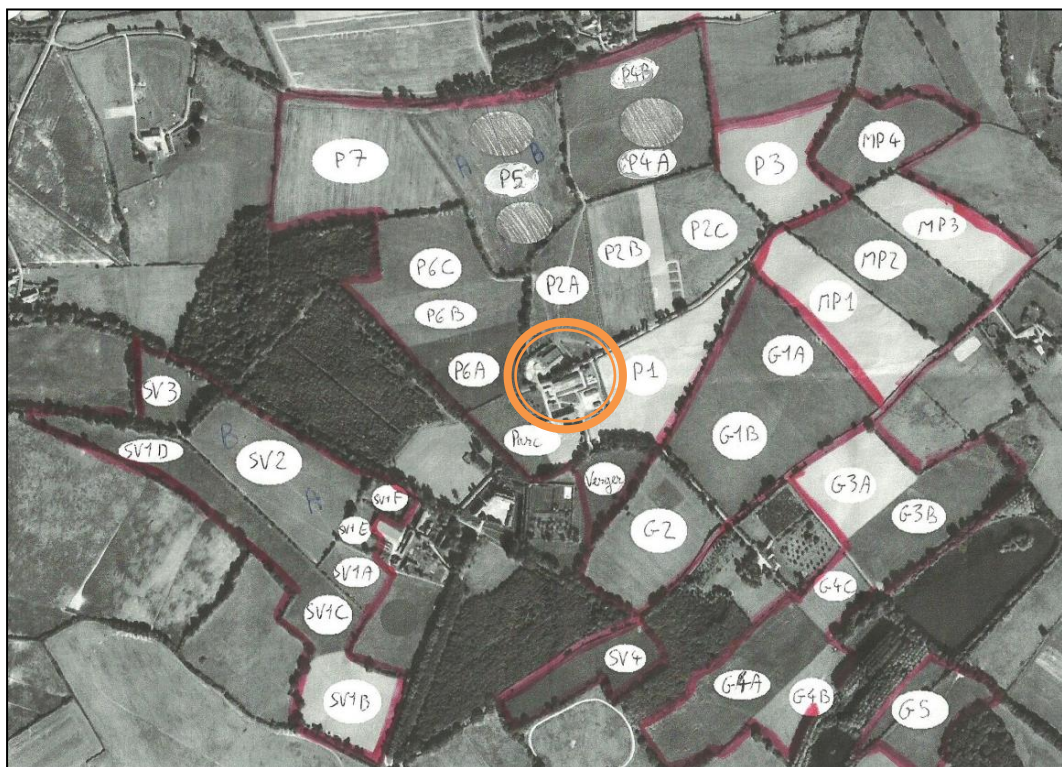 P4B
P7
A
P5
B
P4A
P3
MP4
P6C
P2A
P2B
P2C
MP2
MP3
P6B
MP1
P6A
P1
G1A
SV3
Parc
G1B
SV1D
B
SV2
A
SV1F
Verger
G3A
G3B
SV1E
G2
SV1A
G4C
SV1C
SV4
G4A
G4B
SV1B
G5